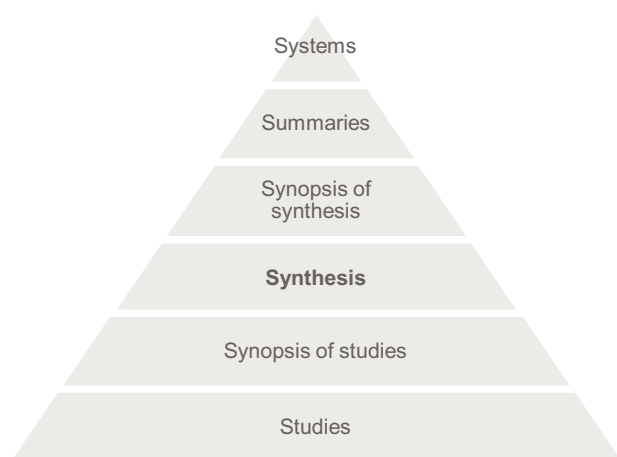 Systems
Summaries
Synopsis of
synthesis
Synthesis
Synopsis of studies
Studies